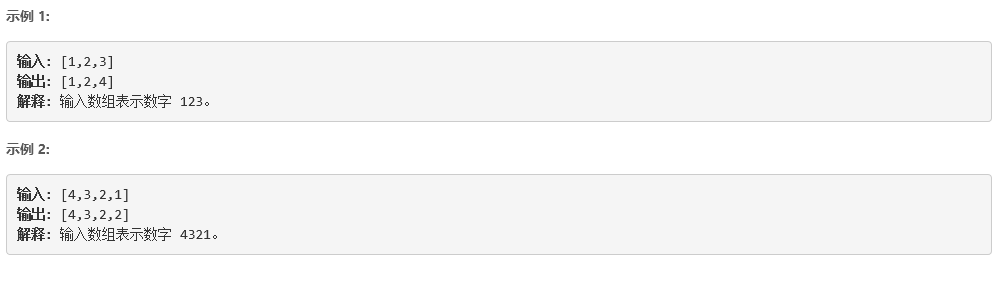 示例 1:
输入: [1,2,3]
输出: [1,2,4]
解释: 输入数组表示数字 123。
示例 2:
输入: [4,3,2,1]
输出: [4,3,2,2]
解释: 输入数组表示数字 4321。